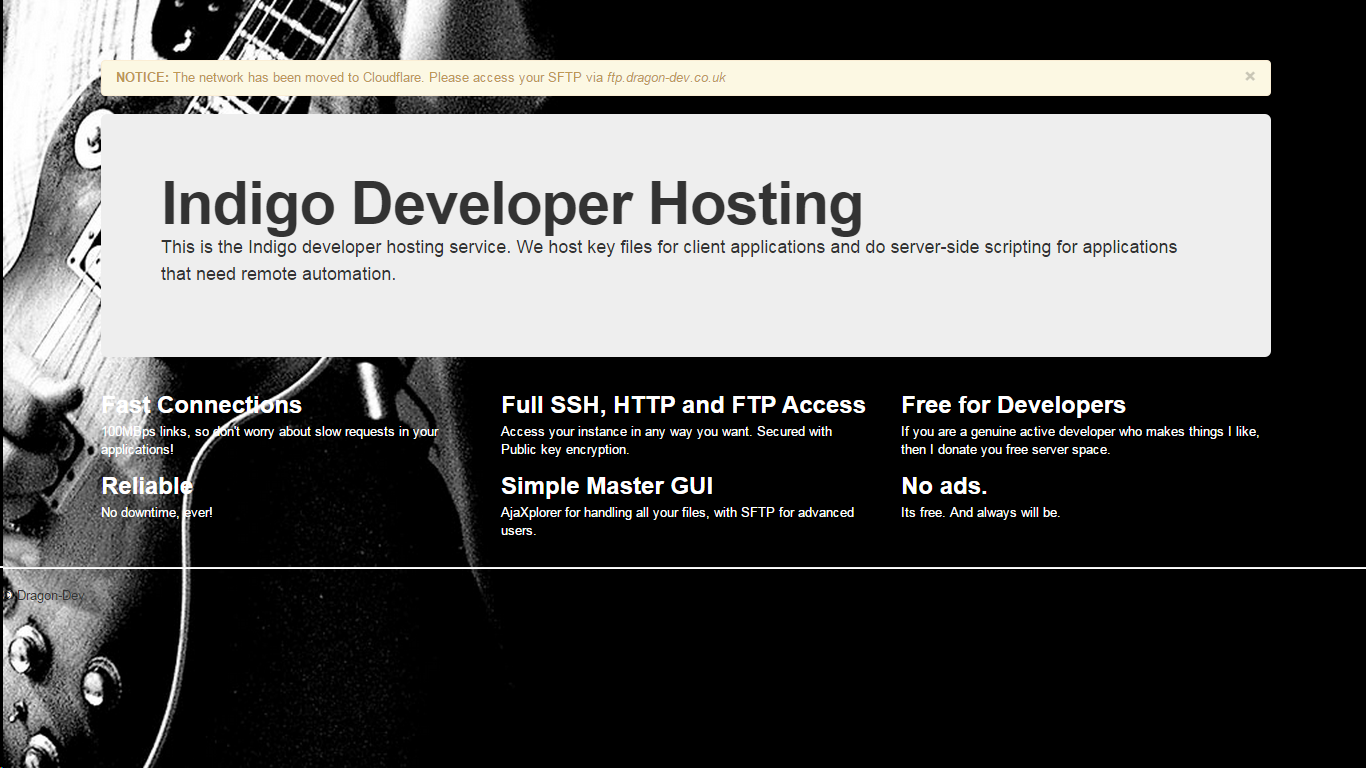 NOTICE: The network has been moved to Cloudflare. Please access your SFTP via ftp.dragon-dev.co.uk ×
Indigo Developer Hosting
This is the Indigo developer hosting service. We host key files for client applications and do server-side scripting for applications
that need remote automation.
Fast Connections
100MBps links, so don't worry about slow requests in your
applications!
Full SSH, HTTP and FTP Access
Access your instance in any way you want. Secured with
Public key encryption.
Free for Developers
If you are a genuine active developer who makes things I like,
then I donate you free server space.
Reliable
No downtime, ever!
Simple Master GUI
AjaXplorer for handling all your files, with SFTP for advanced
users.
No ads.
Its free. And always will be.
© Dragon-Dev